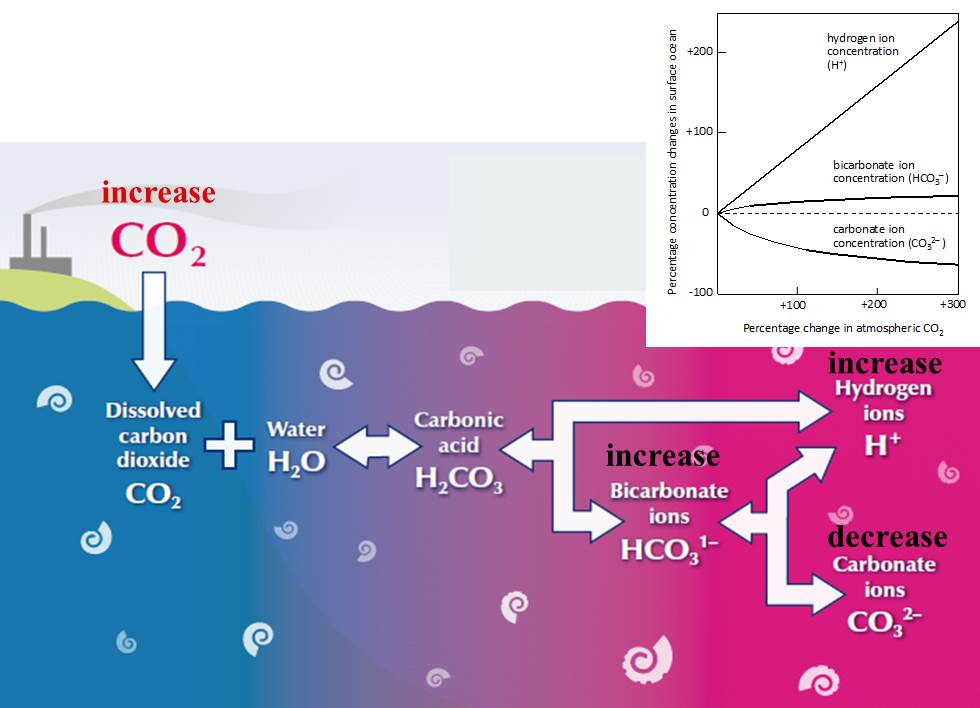 increase
CO₂
Percentage concentration changes in surface ocean
+200
+100
0
-100
hydrogen ion
concentration
(H⁺)
bicarbonate ion
concentration (HCO₃⁻)
carbonate ion
concentration (CO₃²⁻)
+100
+200
+300
Percentage change in atmospheric CO₂
Dissolved
carbon
dioxide
CO₂
+
Water
H₂O
Carbonic
acid
H₂CO₃
increase
Bicarbonate
ions
HCO₃¹⁻
increase
Hydrogen
ions
H⁺
decrease
Carbonate
ions
CO₃²⁻